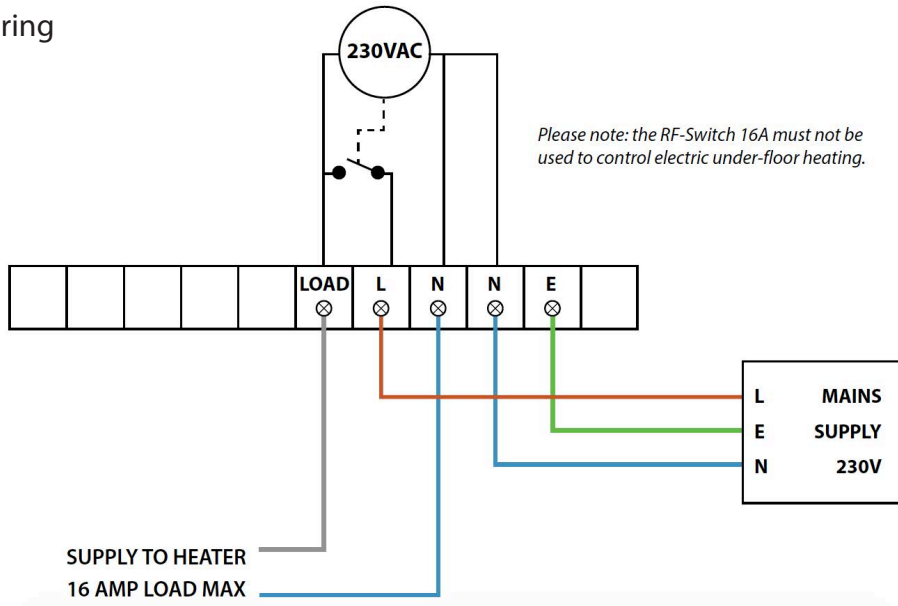 ring
230VAC
Please note: the RF-Switch 16A must not be
used to control electric under-floor heating.
LOAD L N N E
L MAINS
E SUPPLY
N 230V
SUPPLY TO HEATER
16 AMP LOAD MAX